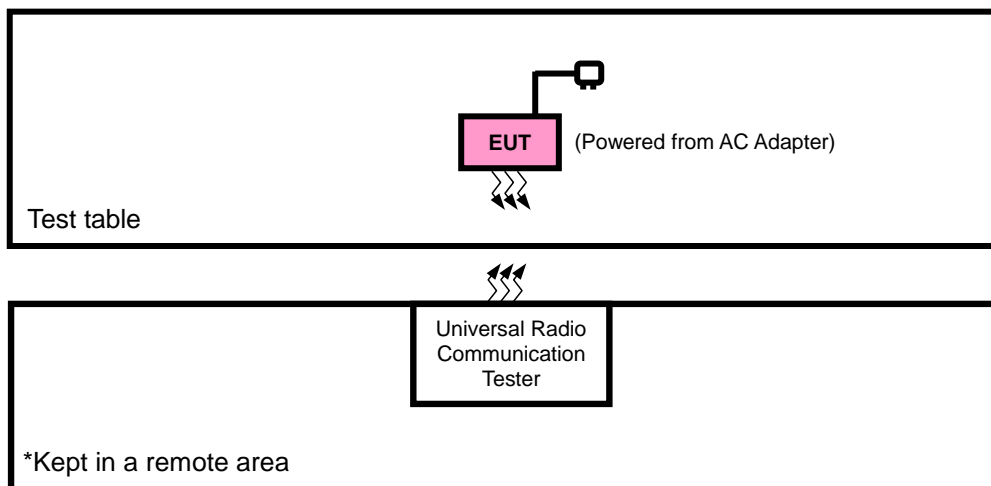 EUT
(Powered from AC Adapter)
Test table
Universal Radio
Communication
Tester
*Kept in a remote area